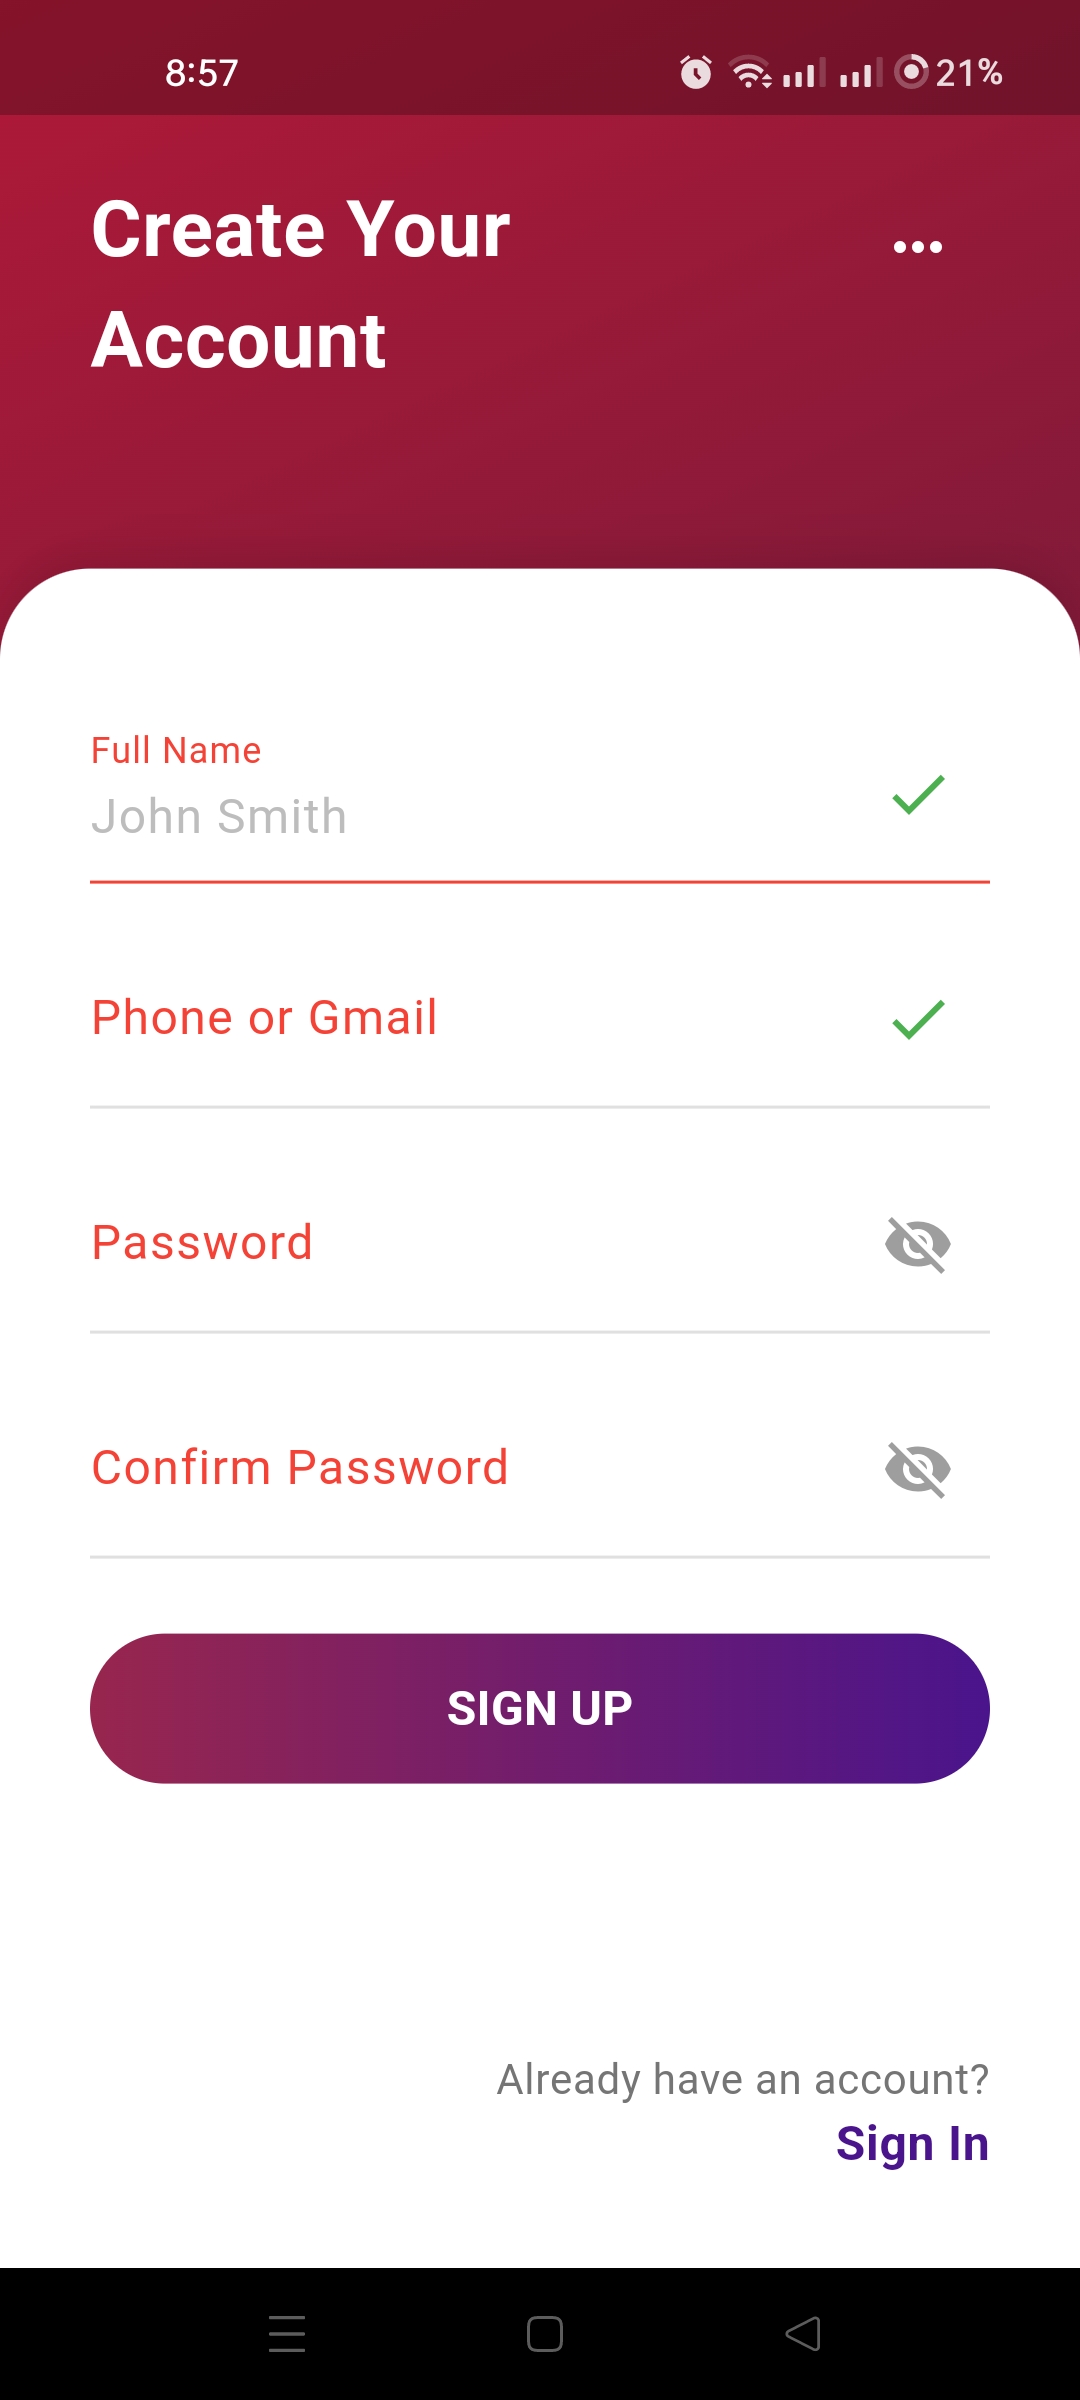 8:57
21%
Create Your
Account
Full Name
John Smith
Phone or Gmail
Password
Confirm Password
SIGN UP
Already have an account?
Sign In